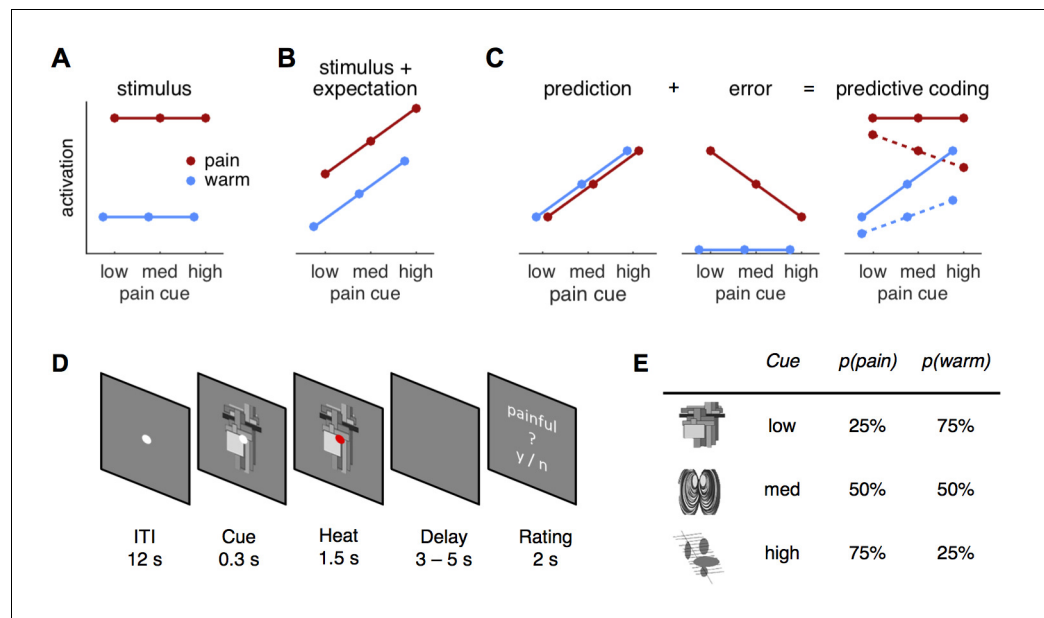 A
stimulus
activation
pain
warm
low med high
pain cue
B
stimulus +
expectation
low med high
pain cue
C
prediction + error = predictive coding
low med high
pain cue
low med high
pain cue
low med high
pain cue
D
painful
?
y / n
ITI
12 s
Cue
0.3 s
Heat
1.5 s
Delay
3 – 5 s
Rating
2 s
E
Cue p(pain) p(warm)
low 25% 75%
med 50% 50%
high 75% 25%